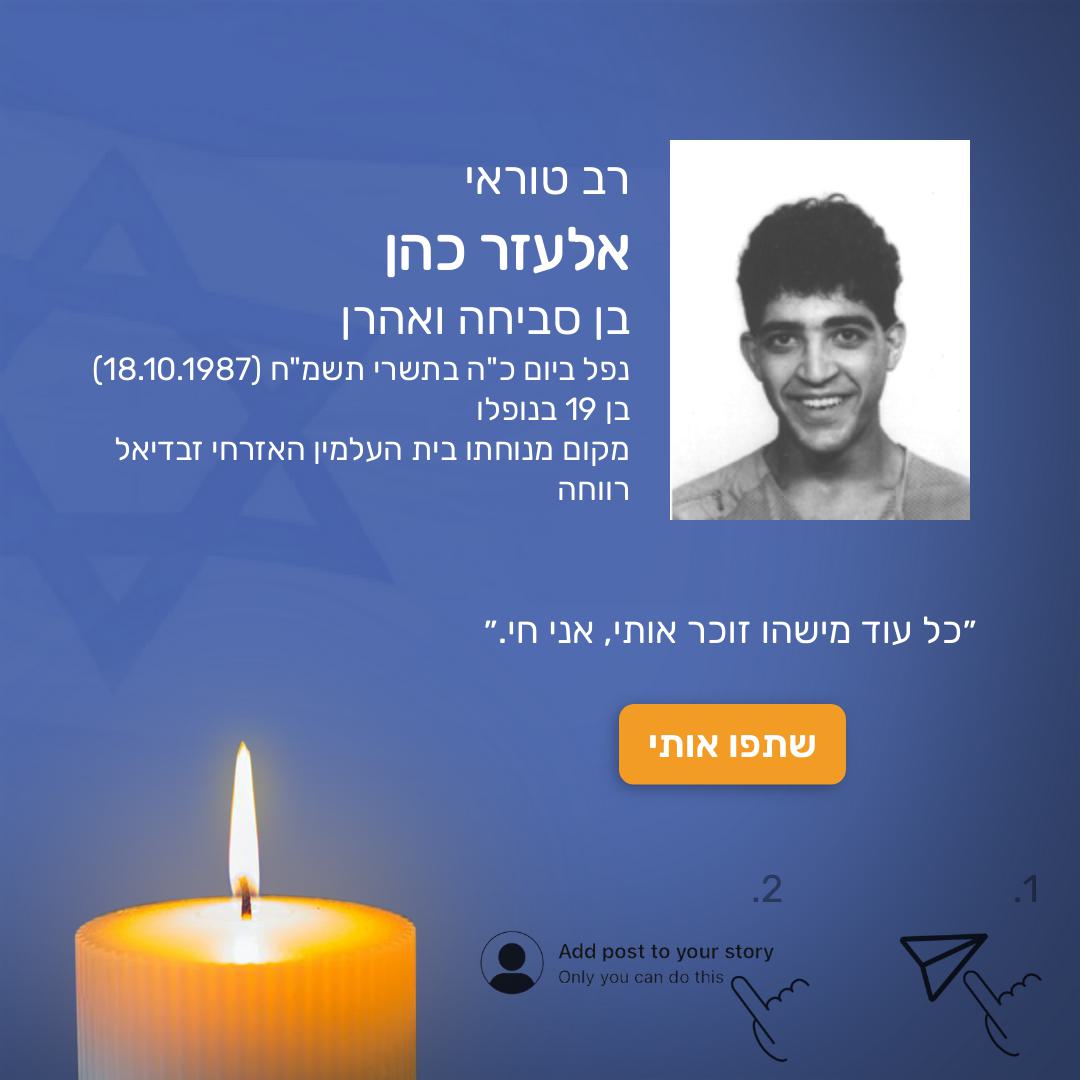 רב טוראי
אלעזר כהן
בן סביחה ואהרן
נפל ביום כ"ה בתשרי תשמ"ח (18.10.1987)
בן 19 בנופלו
מקום מנוחתו בית העלמין האזרחי זבדיאל
רווחה
״כל עוד מישהו זוכר אותי, אני חי.״
שתפו אותי
.1
.2
Add post to your story
Only you can do this